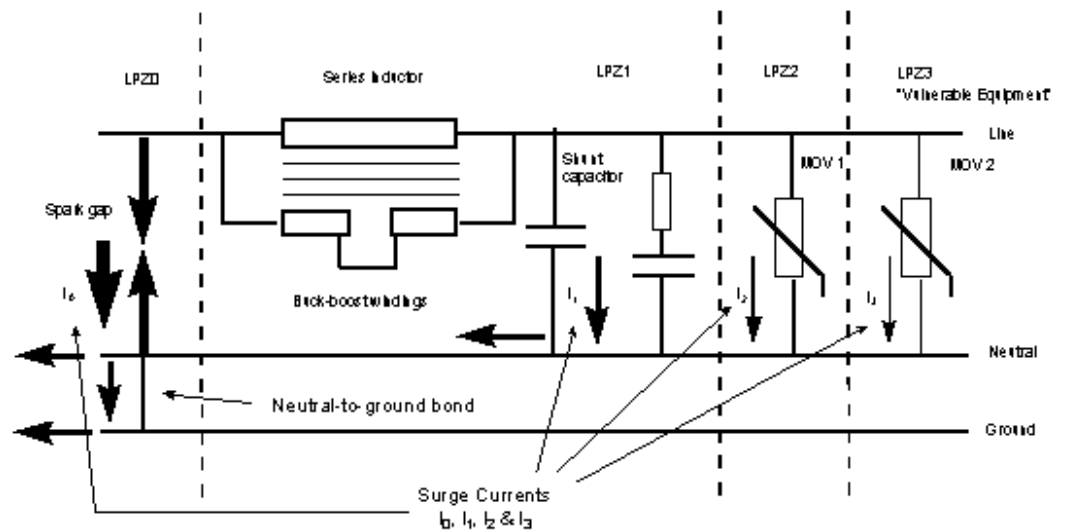 LPZ0
Series Inductor
LPZ1
LPZ2
LPZ3
"Vulnerable Equipment"
Line
Shunt
capacitor
MOV 1
MOV 2
Spark gap
I₀
I₁
I₂
I₃
Buck-boost windings
Neutral
Neutral-to-ground bond
Ground
Surge Currents
I₀, I₁, I₂ & I₃